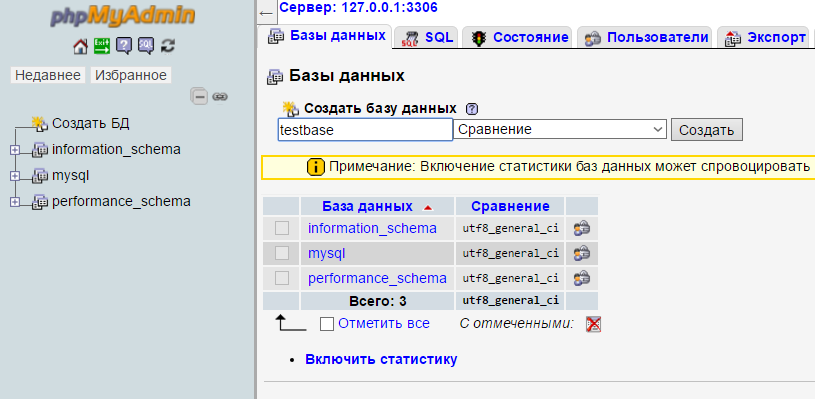 phpMyAdmin
Недавнее Избранное
Создать БД
information_schema
mysql
performance_schema
Сервер: 127.0.0.1:3306
Базы данных SQL Состояние Пользователи Экспорт
Базы данных
Создать базу данных
testbase Сравнение Создать
Примечание: Включение статистики баз данных может спровоцировать
База данных Сравнение
information_schema utf8_general_ci
mysql utf8_general_ci
performance_schema utf8_general_ci
Всего: 3 utf8_general_ci
Отметить все С отмеченными:
Включить статистику